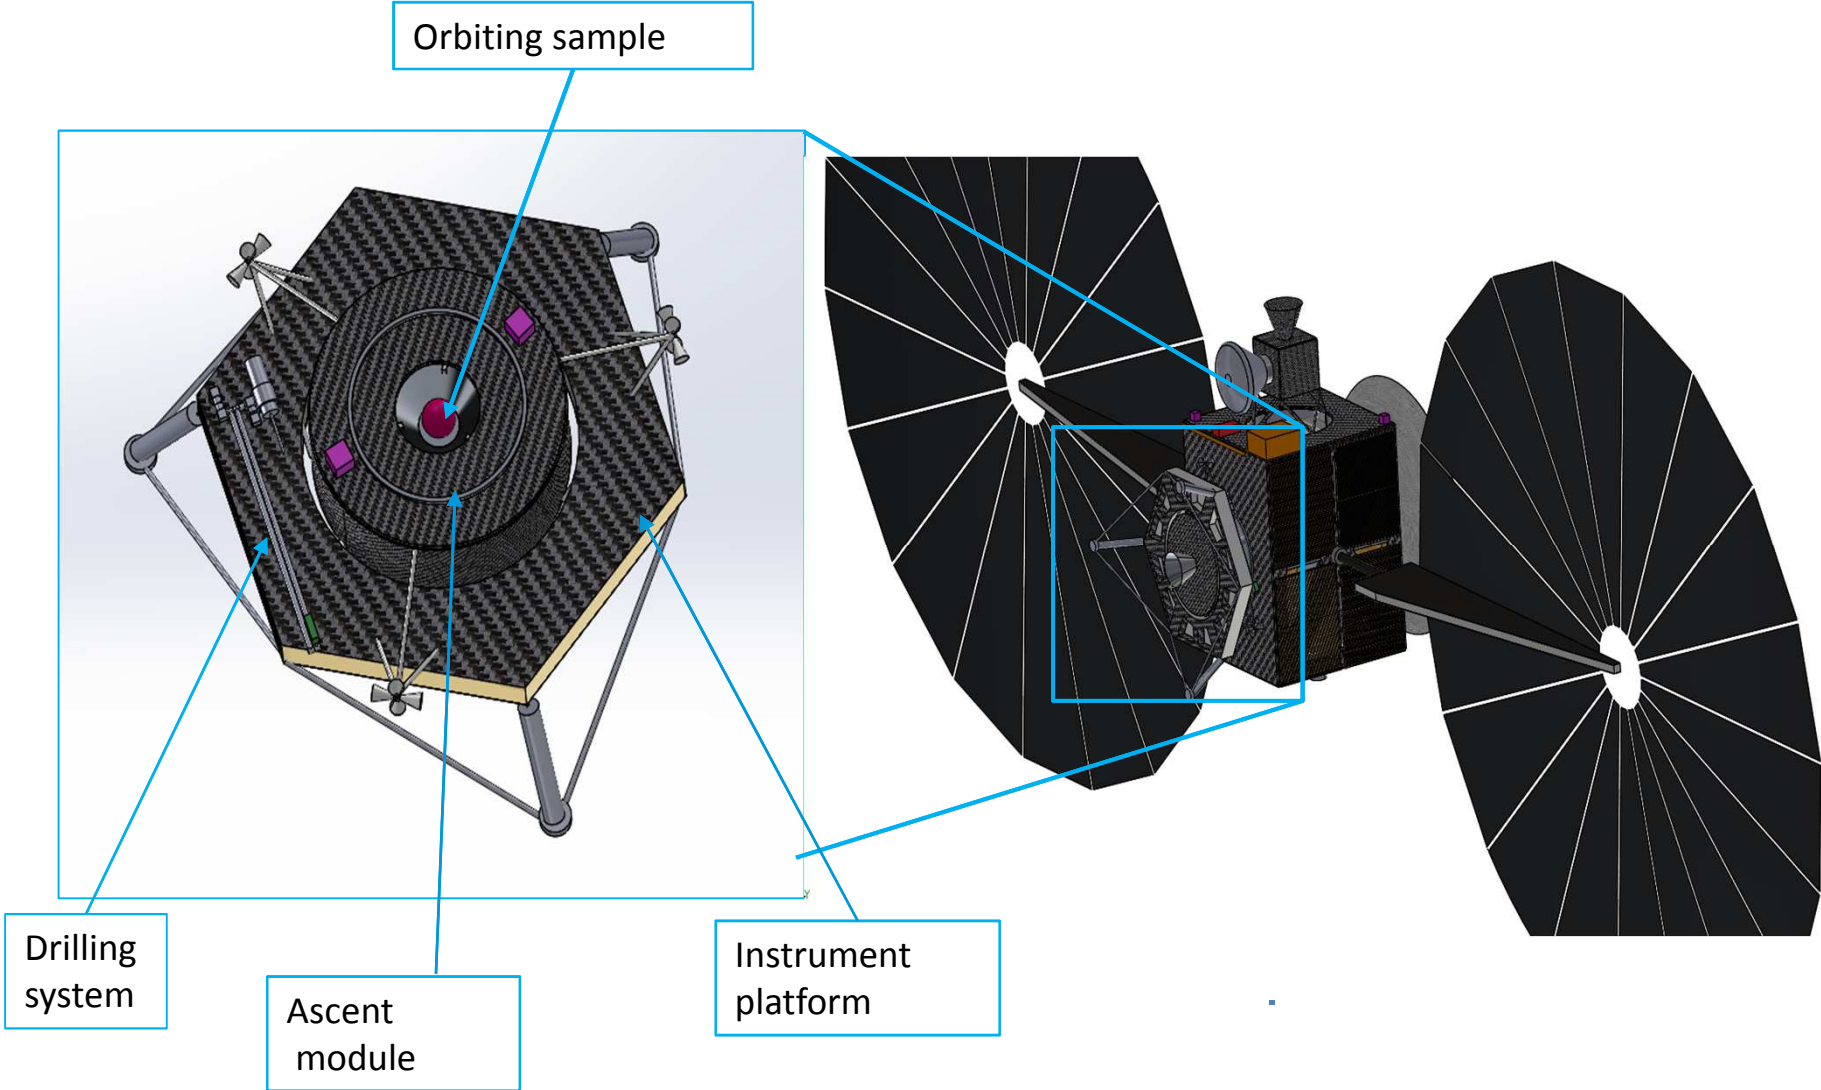 Orbiting sample
Drilling
system
Ascent
module
Instrument
platform